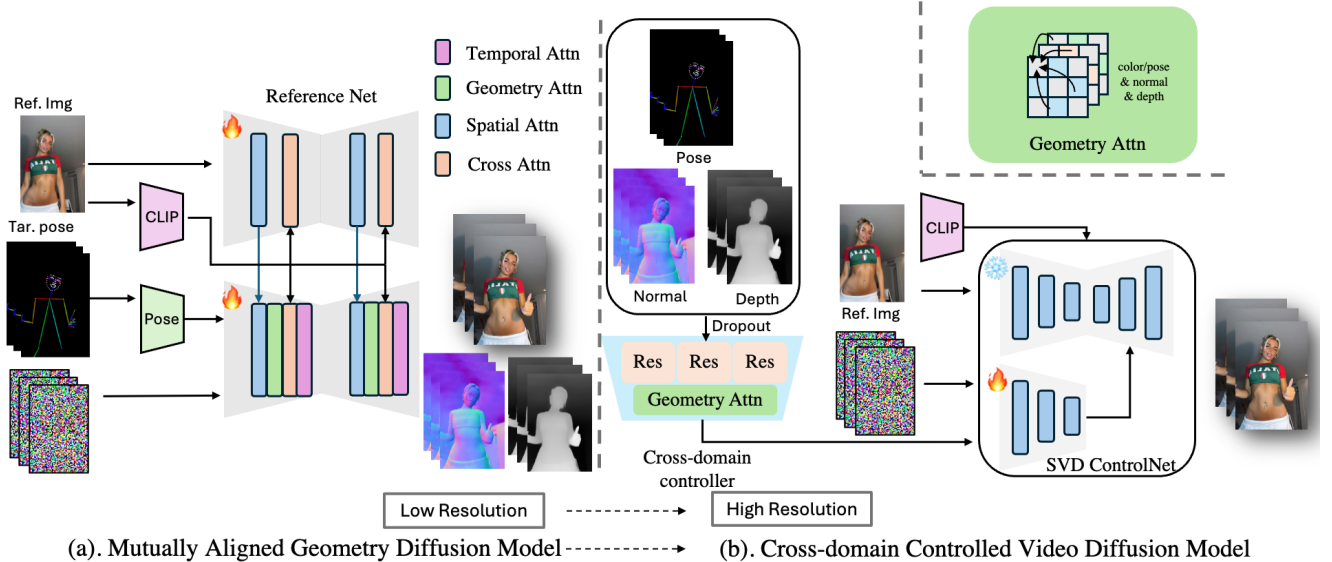 Temporal Attn
Geometry Attn
Spatial Attn
Cross Attn
Reference Net
Ref. Img
CLIP
Tar. pose
Pose
Pose
Normal
Depth
Dropout
Res
Res
Res
Geometry Attn
Cross-domain
controller
color/pose
& normal
& depth
Geometry Attn
CLIP
Ref. Img
SVD ControlNet
Low Resolution
High Resolution
(a). Mutually Aligned Geometry Diffusion Model
(b). Cross-domain Controlled Video Diffusion Model